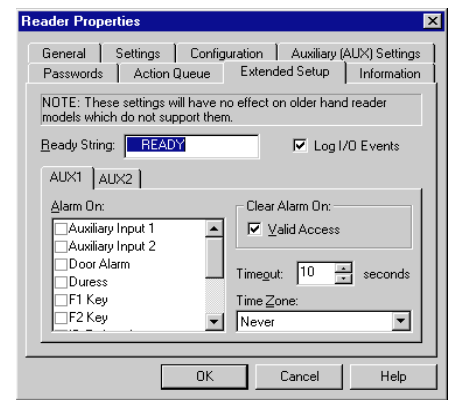 Reader Properties
General Settings Configuration Auxiliary (AUX) Settings
Passwords Action Queue Extended Setup Information
NOTE: These settings will have no effect on older hand reader
models which do not support them.
Ready String: READY Log I/O Events
AUX1 AUX2
Alarm On:
Auxiliary Input 1
Auxiliary Input 2
Door Alarm
Duress
F1 Key
F2 Key
Clear Alarm On:
Valid Access
Timeout: 10 seconds
Time Zone:
Never
OK Cancel Help